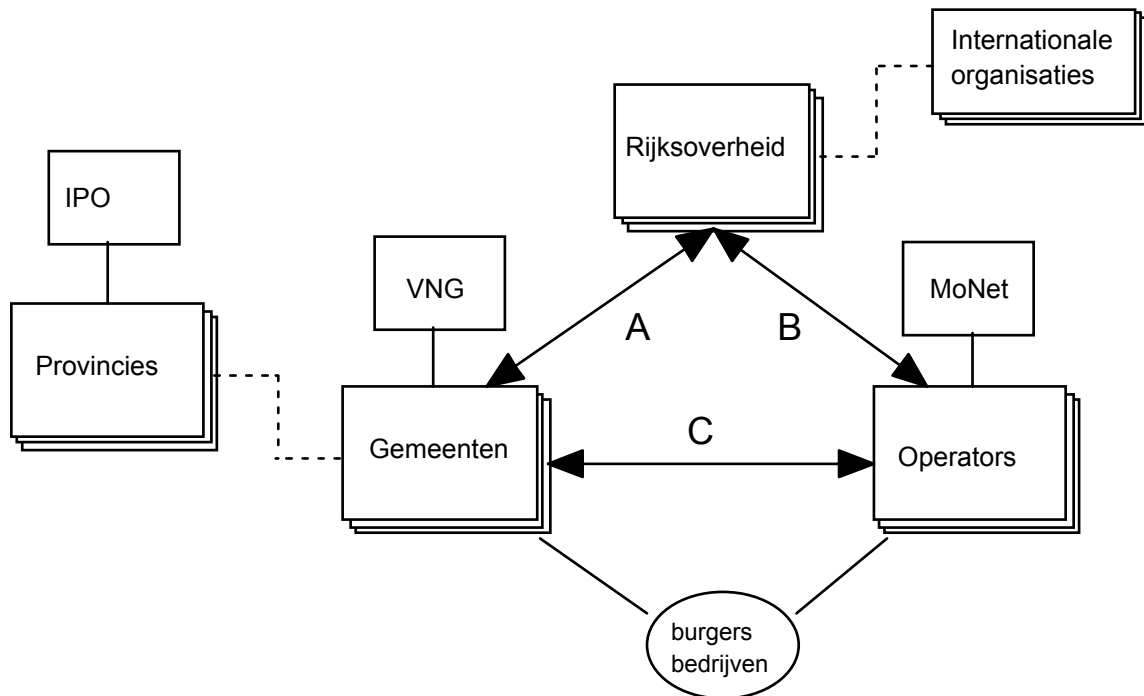 Internationale
organisaties
Rijksoverheid
IPO
VNG
MoNet
A
B
Provincies
C
Gemeenten
Operators
burgers
bedrijven